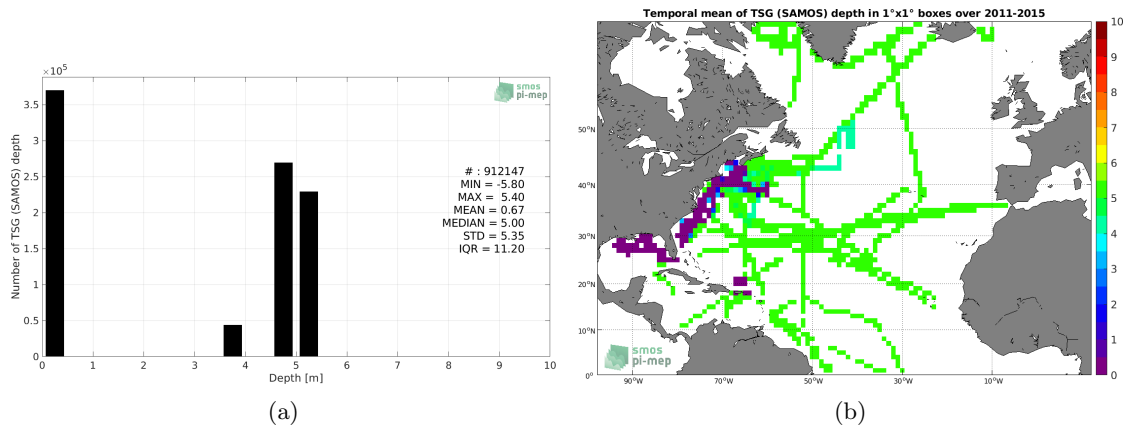 ×10⁵
3.5
3
2.5
2
1.5
1
0.5
0
Number of TSG (SAMOS) depth
0 1 2 3 4 5 6 7 8 9 10
Depth [m]
smos
pi-mep
# : 912147
MIN = -5.80
MAX = 5.40
MEAN = 0.67
MEDIAN = 5.00
STD = 5.35
IQR = 11.20
(a)
Temporal mean of TSG (SAMOS) depth in 1°x1° boxes over 2011-2015
50°N
40°N
30°N
20°N
10°N
0°
90°W 70°W 50°W 30°W 10°W
smos
pi-mep
10
9
8
7
6
5
4
3
2
1
0
(b)